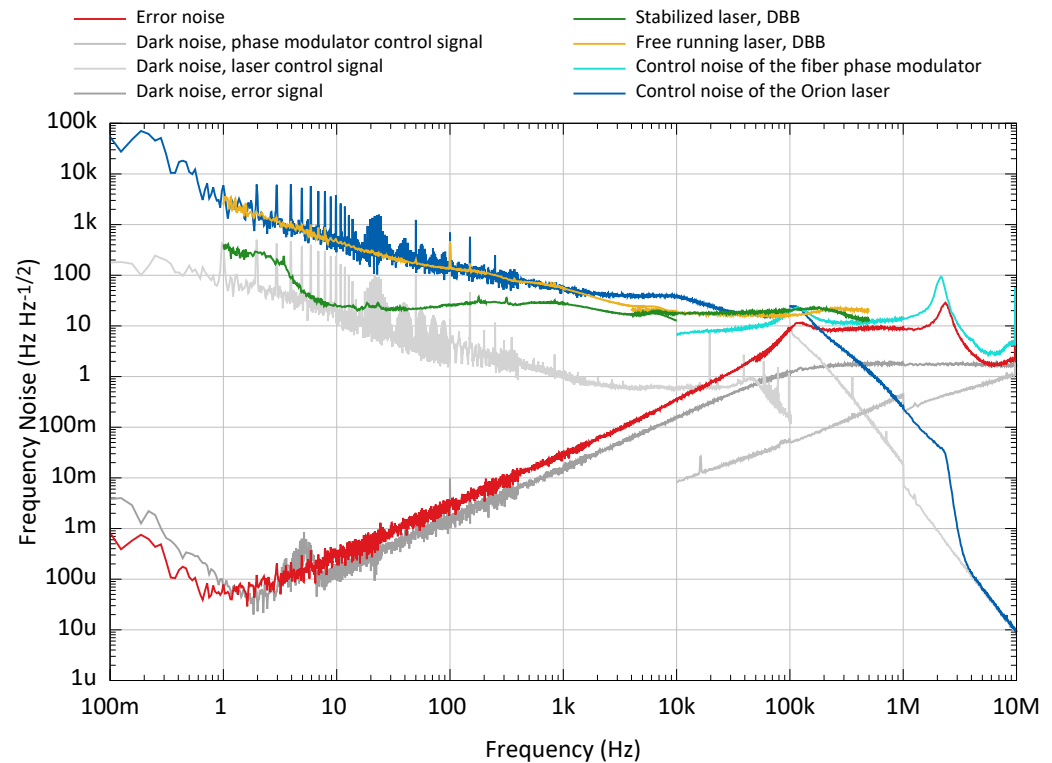 Error noise
Dark noise, phase modulator control signal
Dark noise, laser control signal
Dark noise, error signal
Stabilized laser, DBB
Free running laser, DBB
Control noise of the fiber phase modulator
Control noise of the Orion laser
Frequency Noise (Hz Hz-1/2)
100k
10k
1k
100
10
1
100m
10m
1m
100u
10u
1u
100m 1 10 100 1k 10k 100k 1M 10M
Frequency (Hz)